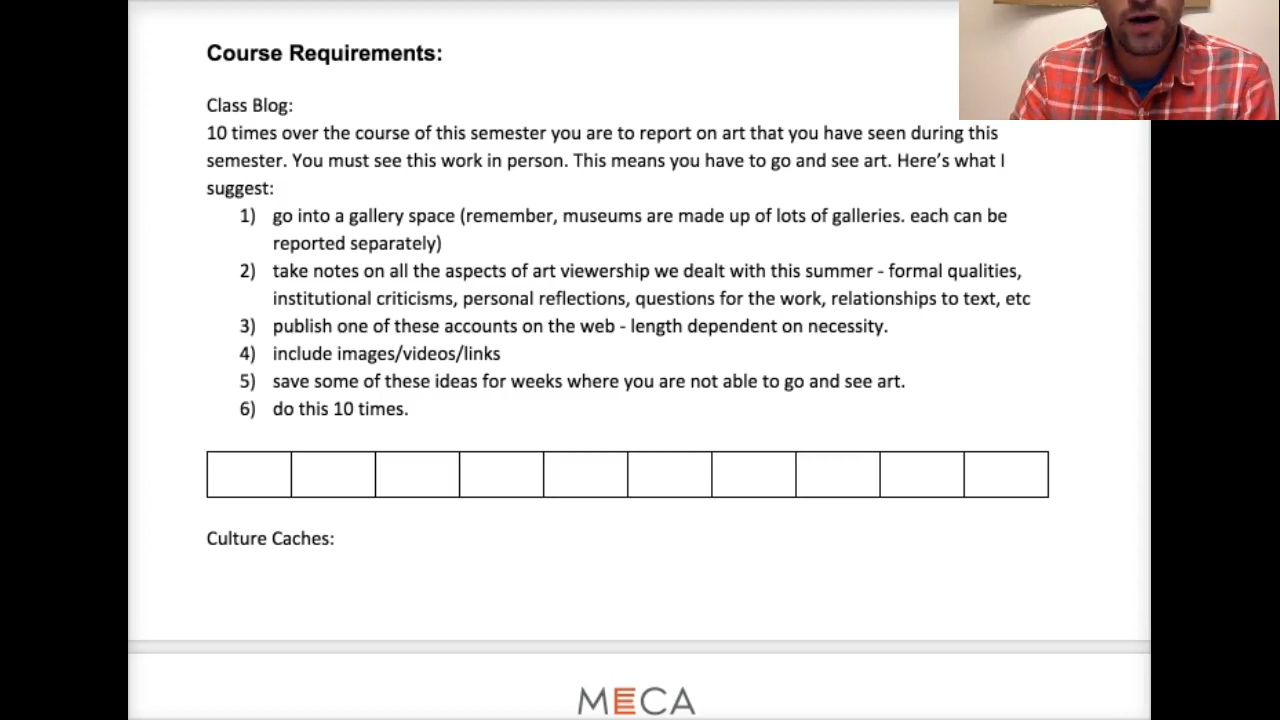 Course Requirements:
Class Blog:
10 times over the course of this semester you are to report on art that you have seen during this
semester. You must see this work in person. This means you have to go and see art. Here’s what I
suggest:
1) go into a gallery space (remember, museums are made up of lots of galleries. each can be
reported separately)
2) take notes on all the aspects of art viewership we dealt with this summer - formal qualities,
institutional criticisms, personal reflections, questions for the work, relationships to text, etc
3) publish one of these accounts on the web - length dependent on necessity.
4) include images/videos/links
5) save some of these ideas for weeks where you are not able to go and see art.
6) do this 10 times.
Culture Caches:
MECA